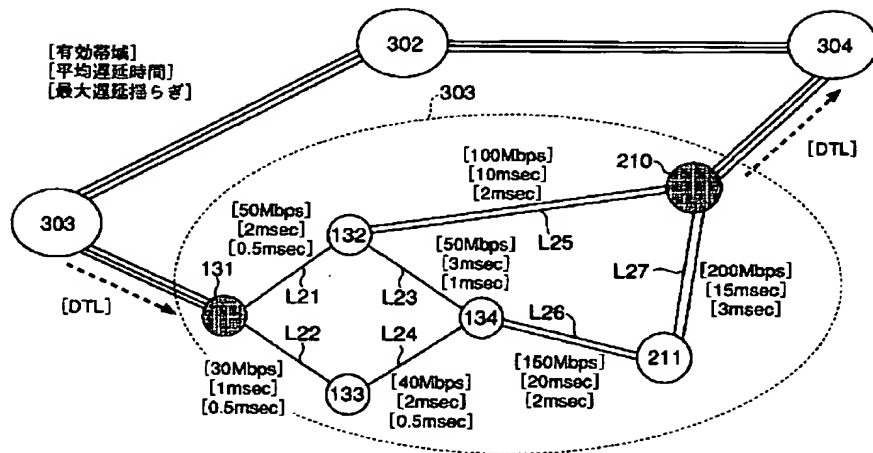 302
304
[有効帯域]
[平均遅延時間]
[最大遅延揺らぎ]
303
[DTL]
210
[100Mbps]
[10msec]
[2msec]
303
[50Mbps]
[2msec]
[0.5msec]
132
L25
[50Mbps]
[3msec]
[1msec]
131
L27
[200Mbps]
[15msec]
[3msec]
[DTL]
L21
L23
L26
134
L22
L24
211
[30Mbps]
[1msec]
[0.5msec]
133
[40Mbps]
[2msec]
[0.5msec]
[150Mbps]
[20msec]
[2msec]